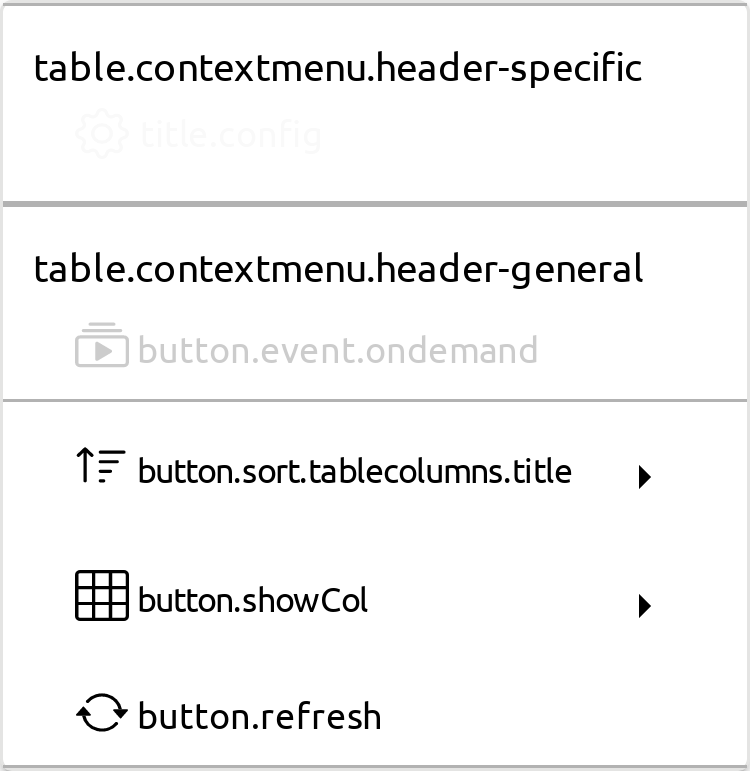 table.contextmenu.header-specific
title.config
table.contextmenu.header-general
button.event.ondemand
button.sort.tablecolumns.title
button.showCol
button.refresh